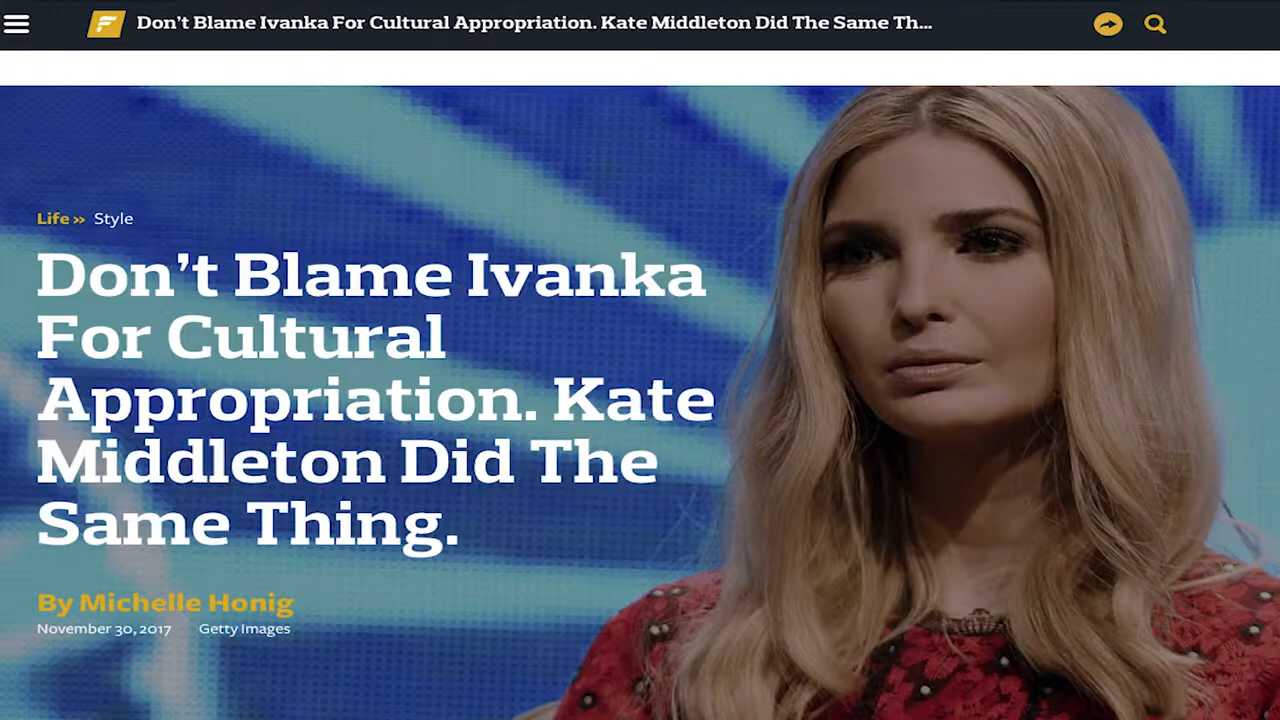 Don't Blame Ivanka For Cultural Appropriation. Kate Middleton Did The Same Th...
Life » Style
Don't Blame Ivanka
For Cultural
Appropriation. Kate
Middleton Did The
Same Thing.
By Michelle Honig
November 30, 2017 Getty Images